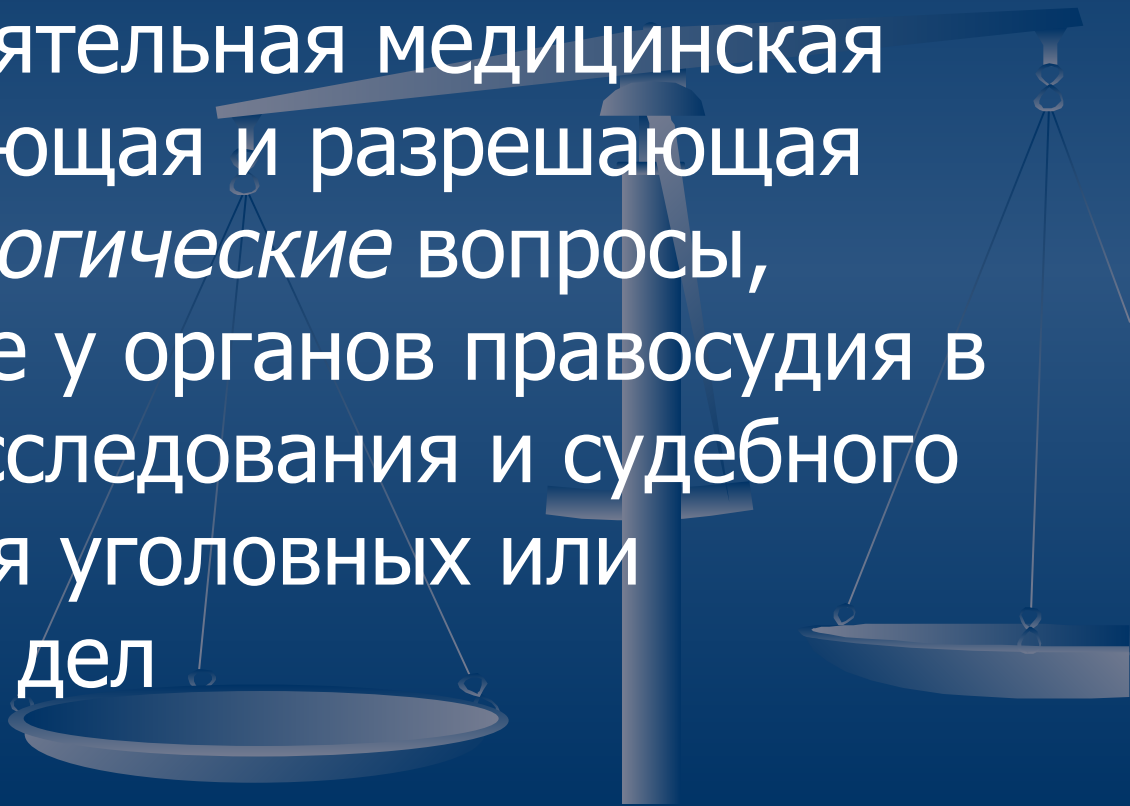 ятельная медицинская
ющая и разрешающая
огические вопросы,
е у органов правосудия в
сследования и судебного
я уголовных или
дел